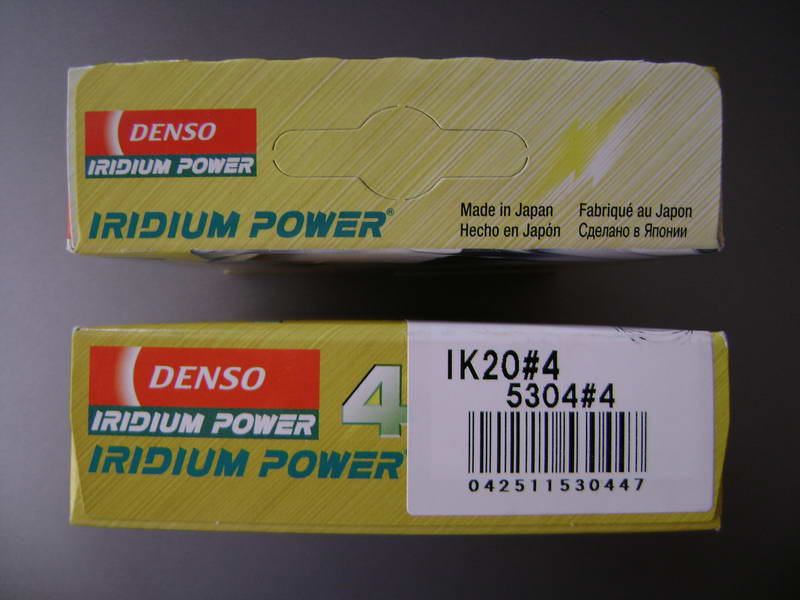 DENSO
IRIDIUM POWER
IRIDIUM POWER®
Made in Japan Fabriqué au Japon
Hecho en Japón Сделано в Японии
DENSO
IRIDIUM POWER
IRIDIUM POWER
4
IK20#4
5304#4
042511530447